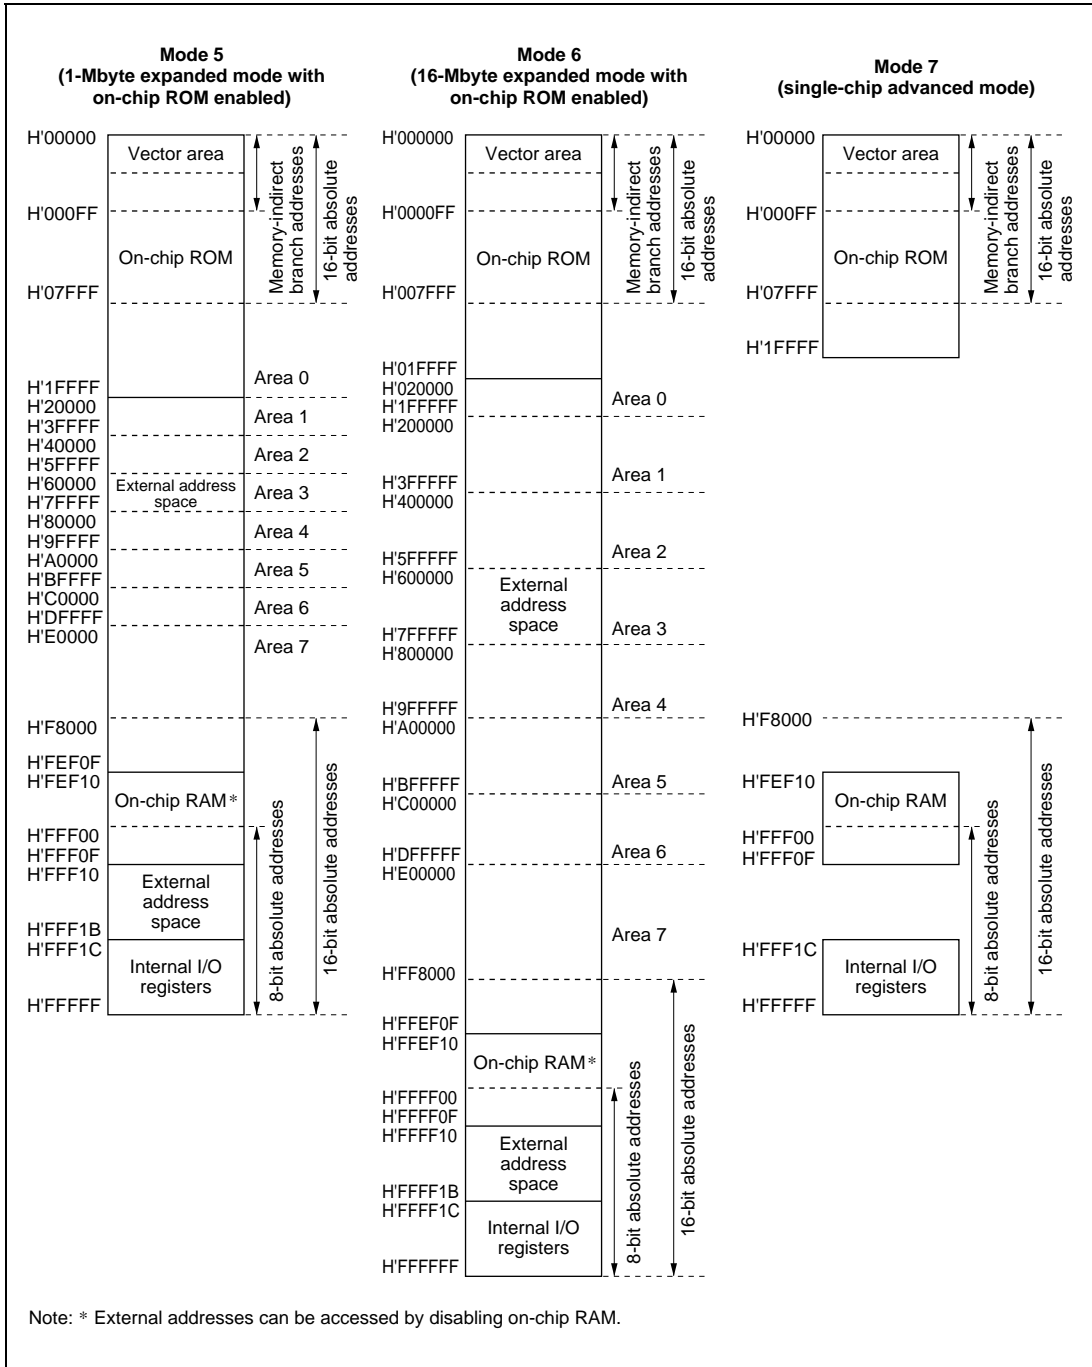 Mode 5
(1-Mbyte expanded mode with
on-chip ROM enabled)
H'00000
Vector area
H'000FF
On-chip ROM
H'07FFF
Memory-indirect
branch addresses
16-bit absolute
addresses
H'1FFFF
Area 0
H'20000
H'3FFFF
Area 1
H'40000
H'5FFFF
Area 2
H'60000
H'7FFFF
External address
space
Area 3
H'80000
H'9FFFF
Area 4
H'A0000
H'BFFFF
Area 5
H'C0000
H'DFFFF
Area 6
H'E0000
Area 7
H'F8000
H'FEF0F
H'FEF10
On-chip RAM*
H'FFF00
H'FFF0F
H'FFF10
External
address
space
H'FFF1B
H'FFF1C
Internal I/O
registers
H'FFFFF
8-bit absolute addresses
16-bit absolute addresses
Mode 6
(16-Mbyte expanded mode with
on-chip ROM enabled)
H'000000
Vector area
H'0000FF
On-chip ROM
H'007FFF
Memory-indirect
branch addresses
16-bit absolute
addresses
H'01FFFF
H'020000
Area 0
H'1FFFFF
H'200000
Area 1
H'3FFFFF
H'400000
Area 2
H'5FFFFF
H'600000
External
address
space
Area 3
H'7FFFFF
H'800000
Area 4
H'9FFFFF
H'A00000
Area 5
H'BFFFFF
H'C00000
Area 6
H'DFFFFF
H'E00000
Area 7
H'FF8000
H'FFEF0F
H'FFEF10
On-chip RAM*
H'FFFF00
H'FFFF0F
H'FFFF10
External
address
space
H'FFFF1B
H'FFFF1C
Internal I/O
registers
H'FFFFFF
8-bit absolute addresses
16-bit absolute addresses
Mode 7
(single-chip advanced mode)
H'00000
Vector area
H'000FF
On-chip ROM
H'07FFF
Memory-indirect
branch addresses
16-bit absolute
addresses
H'1FFFF
H'F8000
H'FEF10
On-chip RAM
H'FFF00
H'FFF0F
H'FFF1C
Internal I/O
registers
H'FFFFF
8-bit absolute addresses
16-bit absolute addresses
Note: * External addresses can be accessed by disabling on-chip RAM.